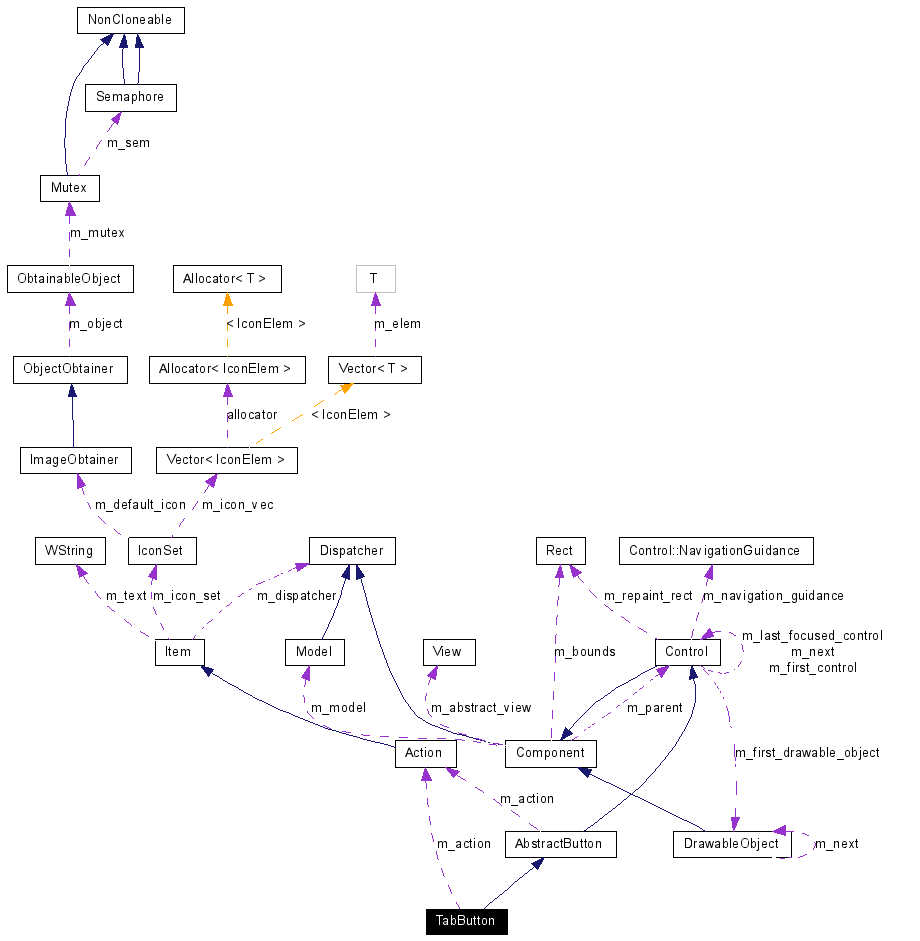 NonCloneable
Semaphore
m_sem
Mutex
m_mutex
ObtainableObject
Allocator< T >
T
m_object
< IconElem >
m_elem
ObjectObtainer
Allocator< IconElem >
Vector< T >
allocator
< IconElem >
ImageObtainer
Vector< IconElem >
m_default_icon
m_icon_vec
WString
IconSet
Dispatcher
Rect
Control::NavigationGuidance
m_text
m_icon_set
m_dispatcher
m_repaint_rect
m_navigation_guidance
m_last_focused_control
m_next
m_first_control
Item
Model
View
m_bounds
Control
m_model
m_abstract_view
m_parent
Action
Component
m_first_drawable_object
m_action
m_action
AbstractButton
DrawableObject
m_next
TabButton